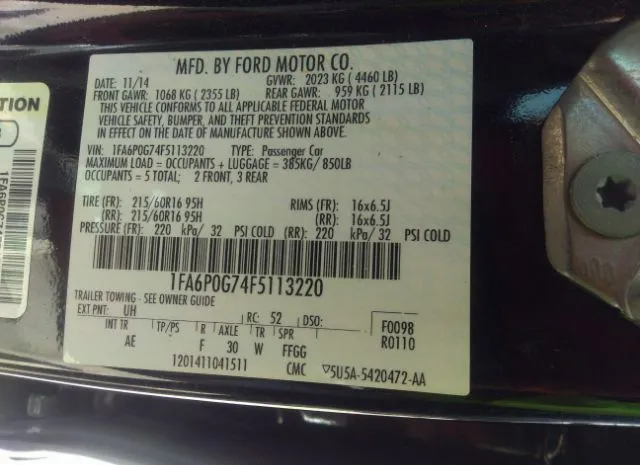 MFD. BY FORD MOTOR CO.
DATE: 11/14 GVWR: 2023 KG ( 4460 LB)
FRONT GAWR: 1068 KG ( 2355 LB) REAR GAWR: 959 KG ( 2115 LB)
THIS VEHICLE CONFORMS TO ALL APPLICABLE FEDERAL MOTOR
VEHICLE SAFETY, BUMPER, AND THEFT PREVENTION STANDARDS
IN EFFECT ON THE DATE OF MANUFACTURE SHOWN ABOVE.
VIN: 1FA6P0G74F5113220 TYPE: Passenger Car
MAXIMUM LOAD = OCCUPANTS + LUGGAGE = 385KG/ 850LB
OCCUPANTS = 5 TOTAL; 2 FRONT, 3 REAR
TIRE (FR): 215/60R16 95H RIMS (FR): 16x6.5J
(RR): 215/60R16 95H (RR): 16x6.5J
PRESSURE (FR): 220 kPa/ 32 PSI COLD (RR): 220 kPa/ 32 PSI COLD
1FA6P0G74F5113220
TRAILER TOWING - SEE OWNER GUIDE
EXT PNT: UH RC: 52 DSO: F0098
INT TR TP/PS R AXLE TR SPR R0110
AE F 30 W FFGG
1201411041511 CMC ▽5U5A-5420472-AA
TION